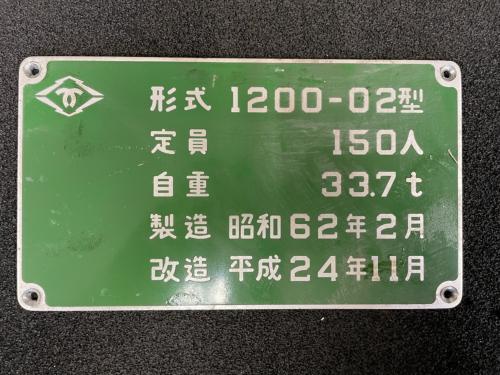 形式 1200-02型
定員 150人
自重 33.7t
製造 昭和62年2月
改造 平成24年11月